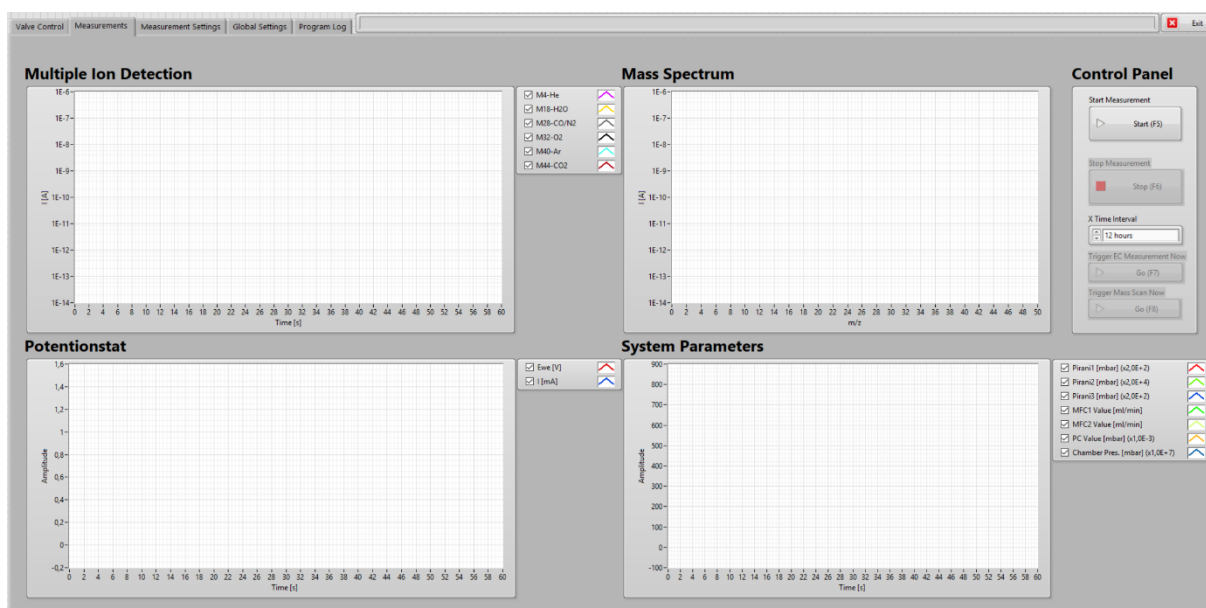 Valve Control Measurements Measurement Settings Global Settings Program Log Exit
Multiple Ion Detection
1E-6
1E-7
1E-8
1E-9
1E-10
1E-11
1E-12
1E-13
1E-14
I [A]
0 2 4 6 8 10 12 14 16 18 20 22 24 26 28 30 32 34 36 38 40 42 44 46 48 50 52 54 56 58 60
Time [s]
M4-He
M18-H2O
M28-CO/N2
M32-O2
M40-Ar
M44-CO2
Mass Spectrum
1E-6
1E-7
1E-8
1E-9
1E-10
1E-11
1E-12
1E-13
1E-14
I [A]
0 2 4 6 8 10 12 14 16 18 20 22 24 26 28 30 32 34 36 38 40 42 44 46 48 50
m/z
Control Panel
Start Measurement
Start (F5)
Stop Measurement
Stop (F6)
X Time Interval
12 hours
Trigger EC Measurement Now
Go (F7)
Trigger Mass Scan Now
Go (F8)
Potentionstat
1,6
1,4
1,2
1
0,8
0,6
0,4
0,2
0
-0,2
Amplitude
0 2 4 6 8 10 12 14 16 18 20 22 24 26 28 30 32 34 36 38 40 42 44 46 48 50 52 54 56 58 60
Time [s]
Ewe [V]
I [mA]
System Parameters
900
800
700
600
500
400
300
200
100
0
-100
Amplitude
0 2 4 6 8 10 12 14 16 18 20 22 24 26 28 30 32 34 36 38 40 42 44 46 48 50 52 54 56 58 60
Time [s]
Pirani1 [mbar] (x2,0E+2)
Pirani2 [mbar] (x2,0E+4)
Pirani3 [mbar] (x2,0E+2)
MFC1 Value [ml/min]
MFC2 Value [ml/min]
PC Value [mbar] (x1,0E-3)
Chamber Pres. [mbar] (x1,0E+7)